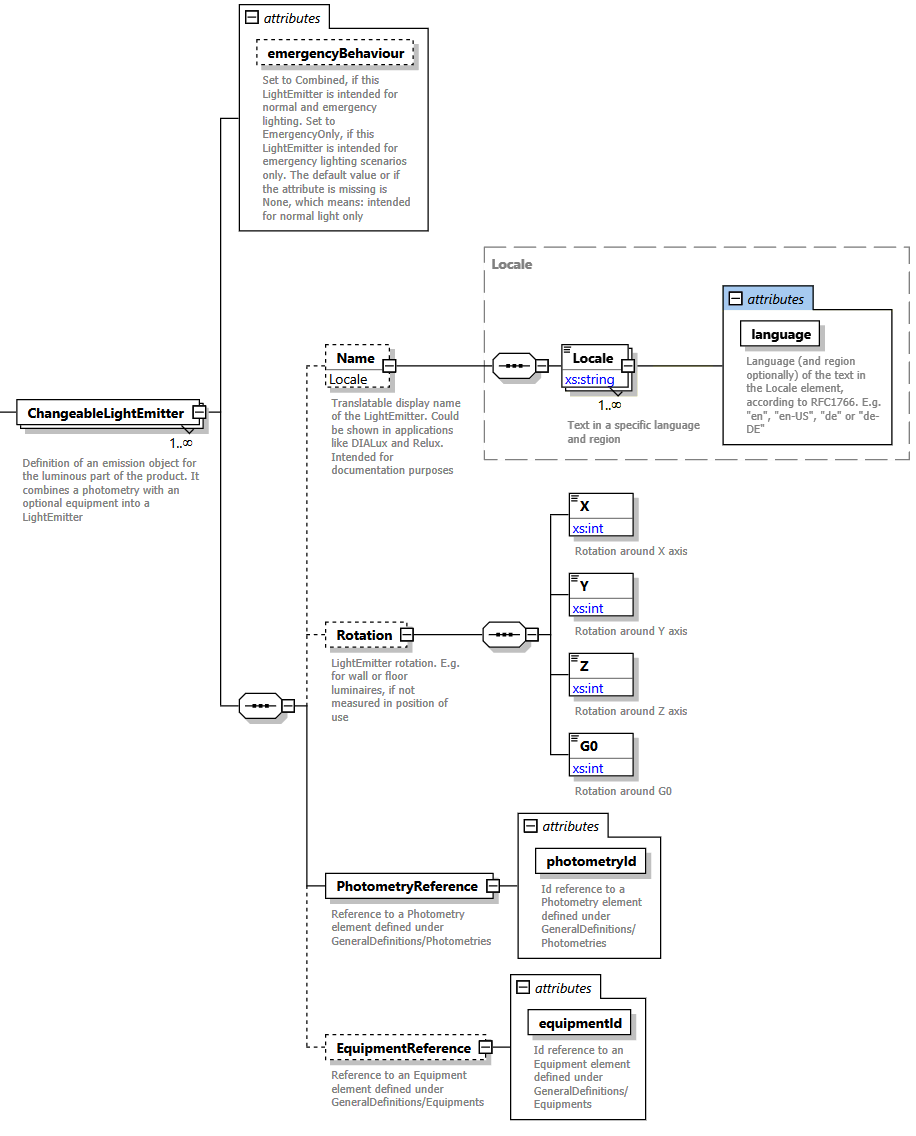 attributes
emergencyBehaviour
Set to Combined, if this
LightEmitter is intended for
normal and emergency
lighting. Set to
EmergencyOnly, if this
LightEmitter is intended for
emergency lighting scenarios
only. The default value or if
the attribute is missing is
None, which means: intended
for normal light only
ChangeableLightEmitter
1..∞
Definition of an emission object for
the luminous part of the product. It
combines a photometry with an
optional equipment into a
LightEmitter
Locale
Name
Locale
Translatable display name
of the LightEmitter. Could
be shown in applications
like DIALux and Relux.
Intended for
documentation purposes
Locale
xs:string
1..∞
Text in a specific language
and region
attributes
language
Language (and region
optionally) of the text in
the Locale element,
according to RFC1766. E.g.
"en", "en-US", "de" or "de-
DE"
Rotation
LightEmitter rotation. E.g.
for wall or floor
luminaires, if not
measured in position of
use
X
xs:int
Rotation around X axis
Y
xs:int
Rotation around Y axis
Z
xs:int
Rotation around Z axis
G0
xs:int
Rotation around G0
PhotometryReference
Reference to a Photometry
element defined under
GeneralDefinitions/Photometries
attributes
photometryId
Id reference to a
Photometry element
defined under
GeneralDefinitions/
Photometries
EquipmentReference
Reference to an Equipment
element defined under
GeneralDefinitions/Equipments
attributes
equipmentId
Id reference to an
Equipment element
defined under
GeneralDefinitions/
Equipments